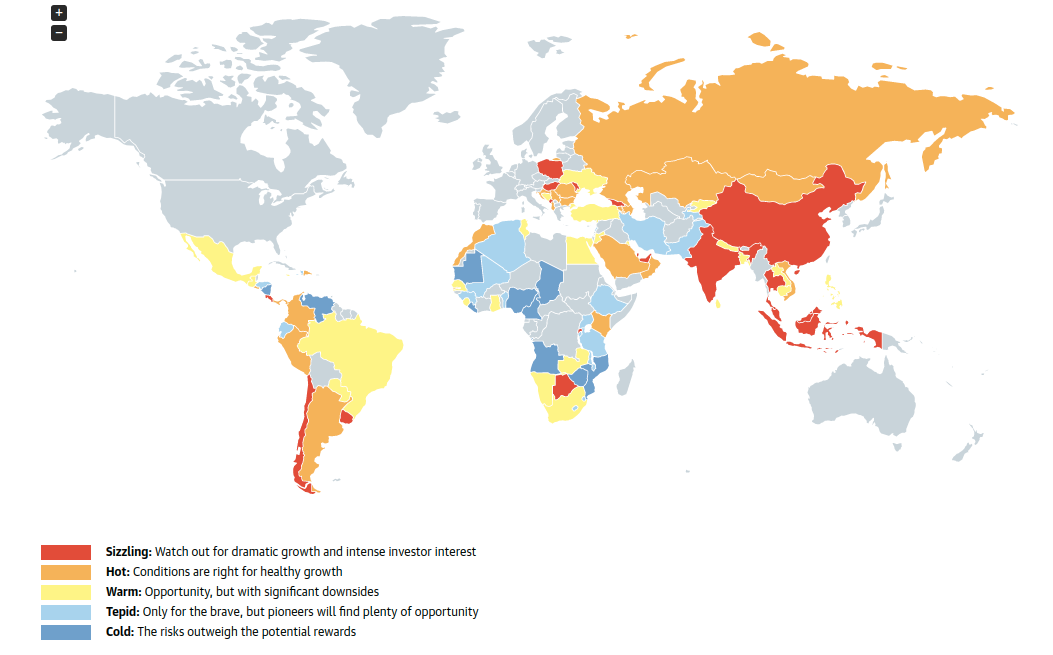 +
−
Sizzling: Watch out for dramatic growth and intense investor interest
Hot: Conditions are right for healthy growth
Warm: Opportunity, but with significant downsides
Tepid: Only for the brave, but pioneers will find plenty of opportunity
Cold: The risks outweigh the potential rewards